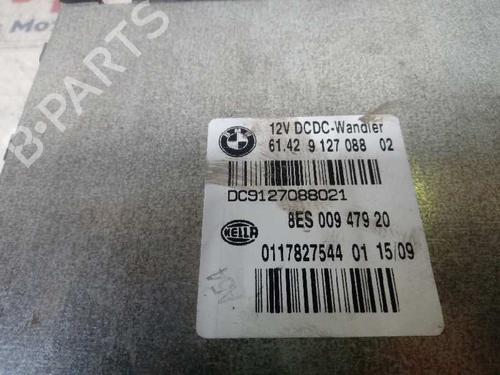 BMW
12V DCDC-Wandler
61.42 9 127 088 02
DC9127088021
8ES 009 479 20
HELLA
0117827544 01 15/09
B-PARTS